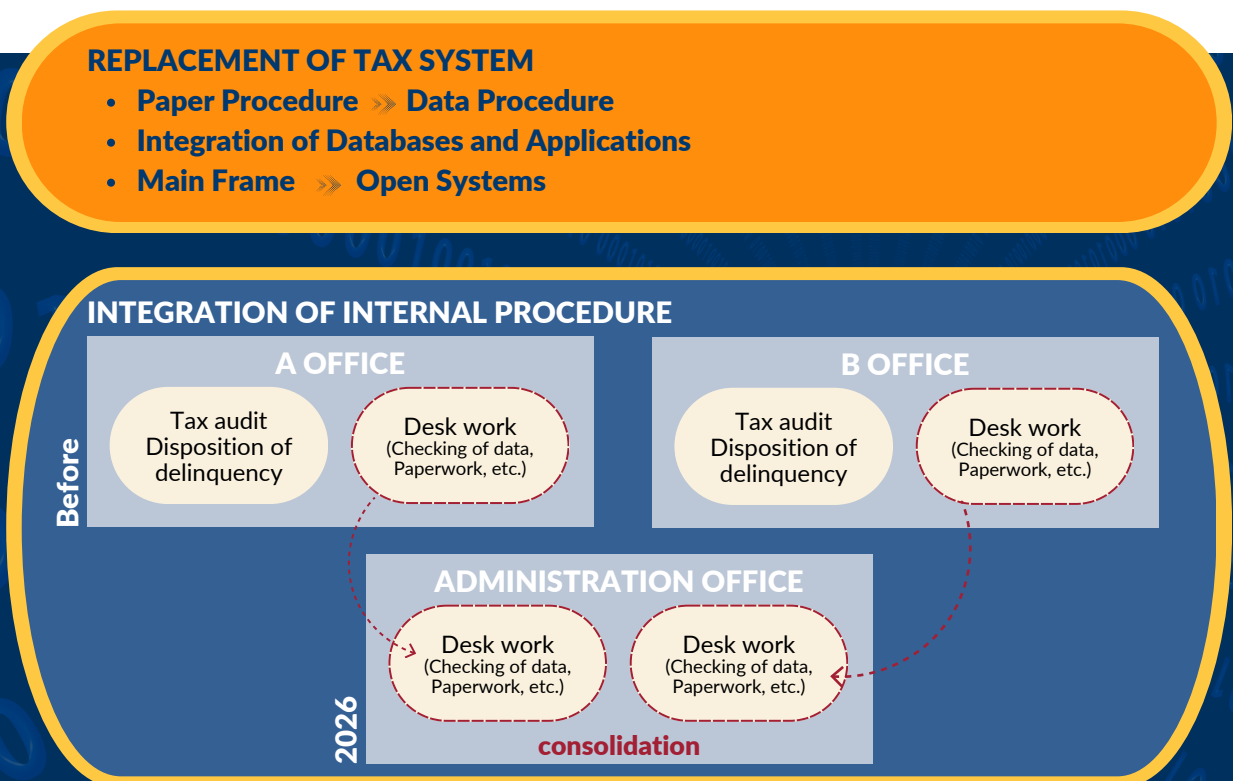 REPLACEMENT OF TAX SYSTEM
• Paper Procedure >> Data Procedure
• Integration of Databases and Applications
• Main Frame >> Open Systems
INTEGRATION OF INTERNAL PROCEDURE
Before
A OFFICE
Tax audit
Disposition of
delinquency
Desk work
(Checking of data,
Paperwork, etc.)
B OFFICE
Tax audit
Disposition of
delinquency
Desk work
(Checking of data,
Paperwork, etc.)
2026
ADMINISTRATION OFFICE
Desk work
(Checking of data,
Paperwork, etc.)
Desk work
(Checking of data,
Paperwork, etc.)
consolidation